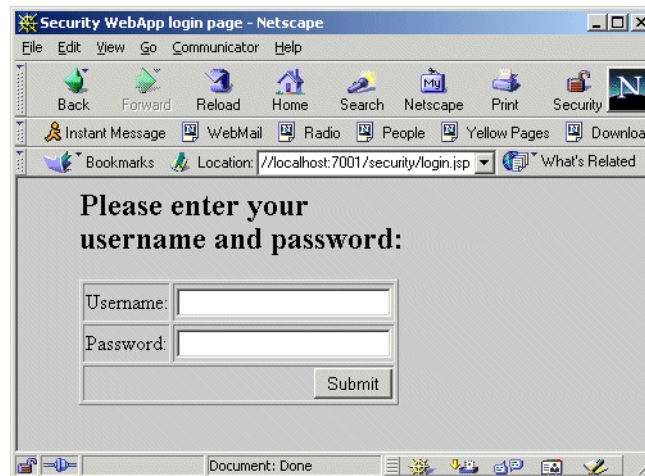 Security WebApp login page - Netscape
File Edit View Go Communicator Help
Back Forward Reload Home Search Netscape Print Security N
My
Instant Message WebMail Radio People Yellow Pages Downloa
Bookmarks Location: //localhost:7001/security/login.jsp What's Related
Please enter your
username and password:
Username:
Password:
Submit
Document: Done